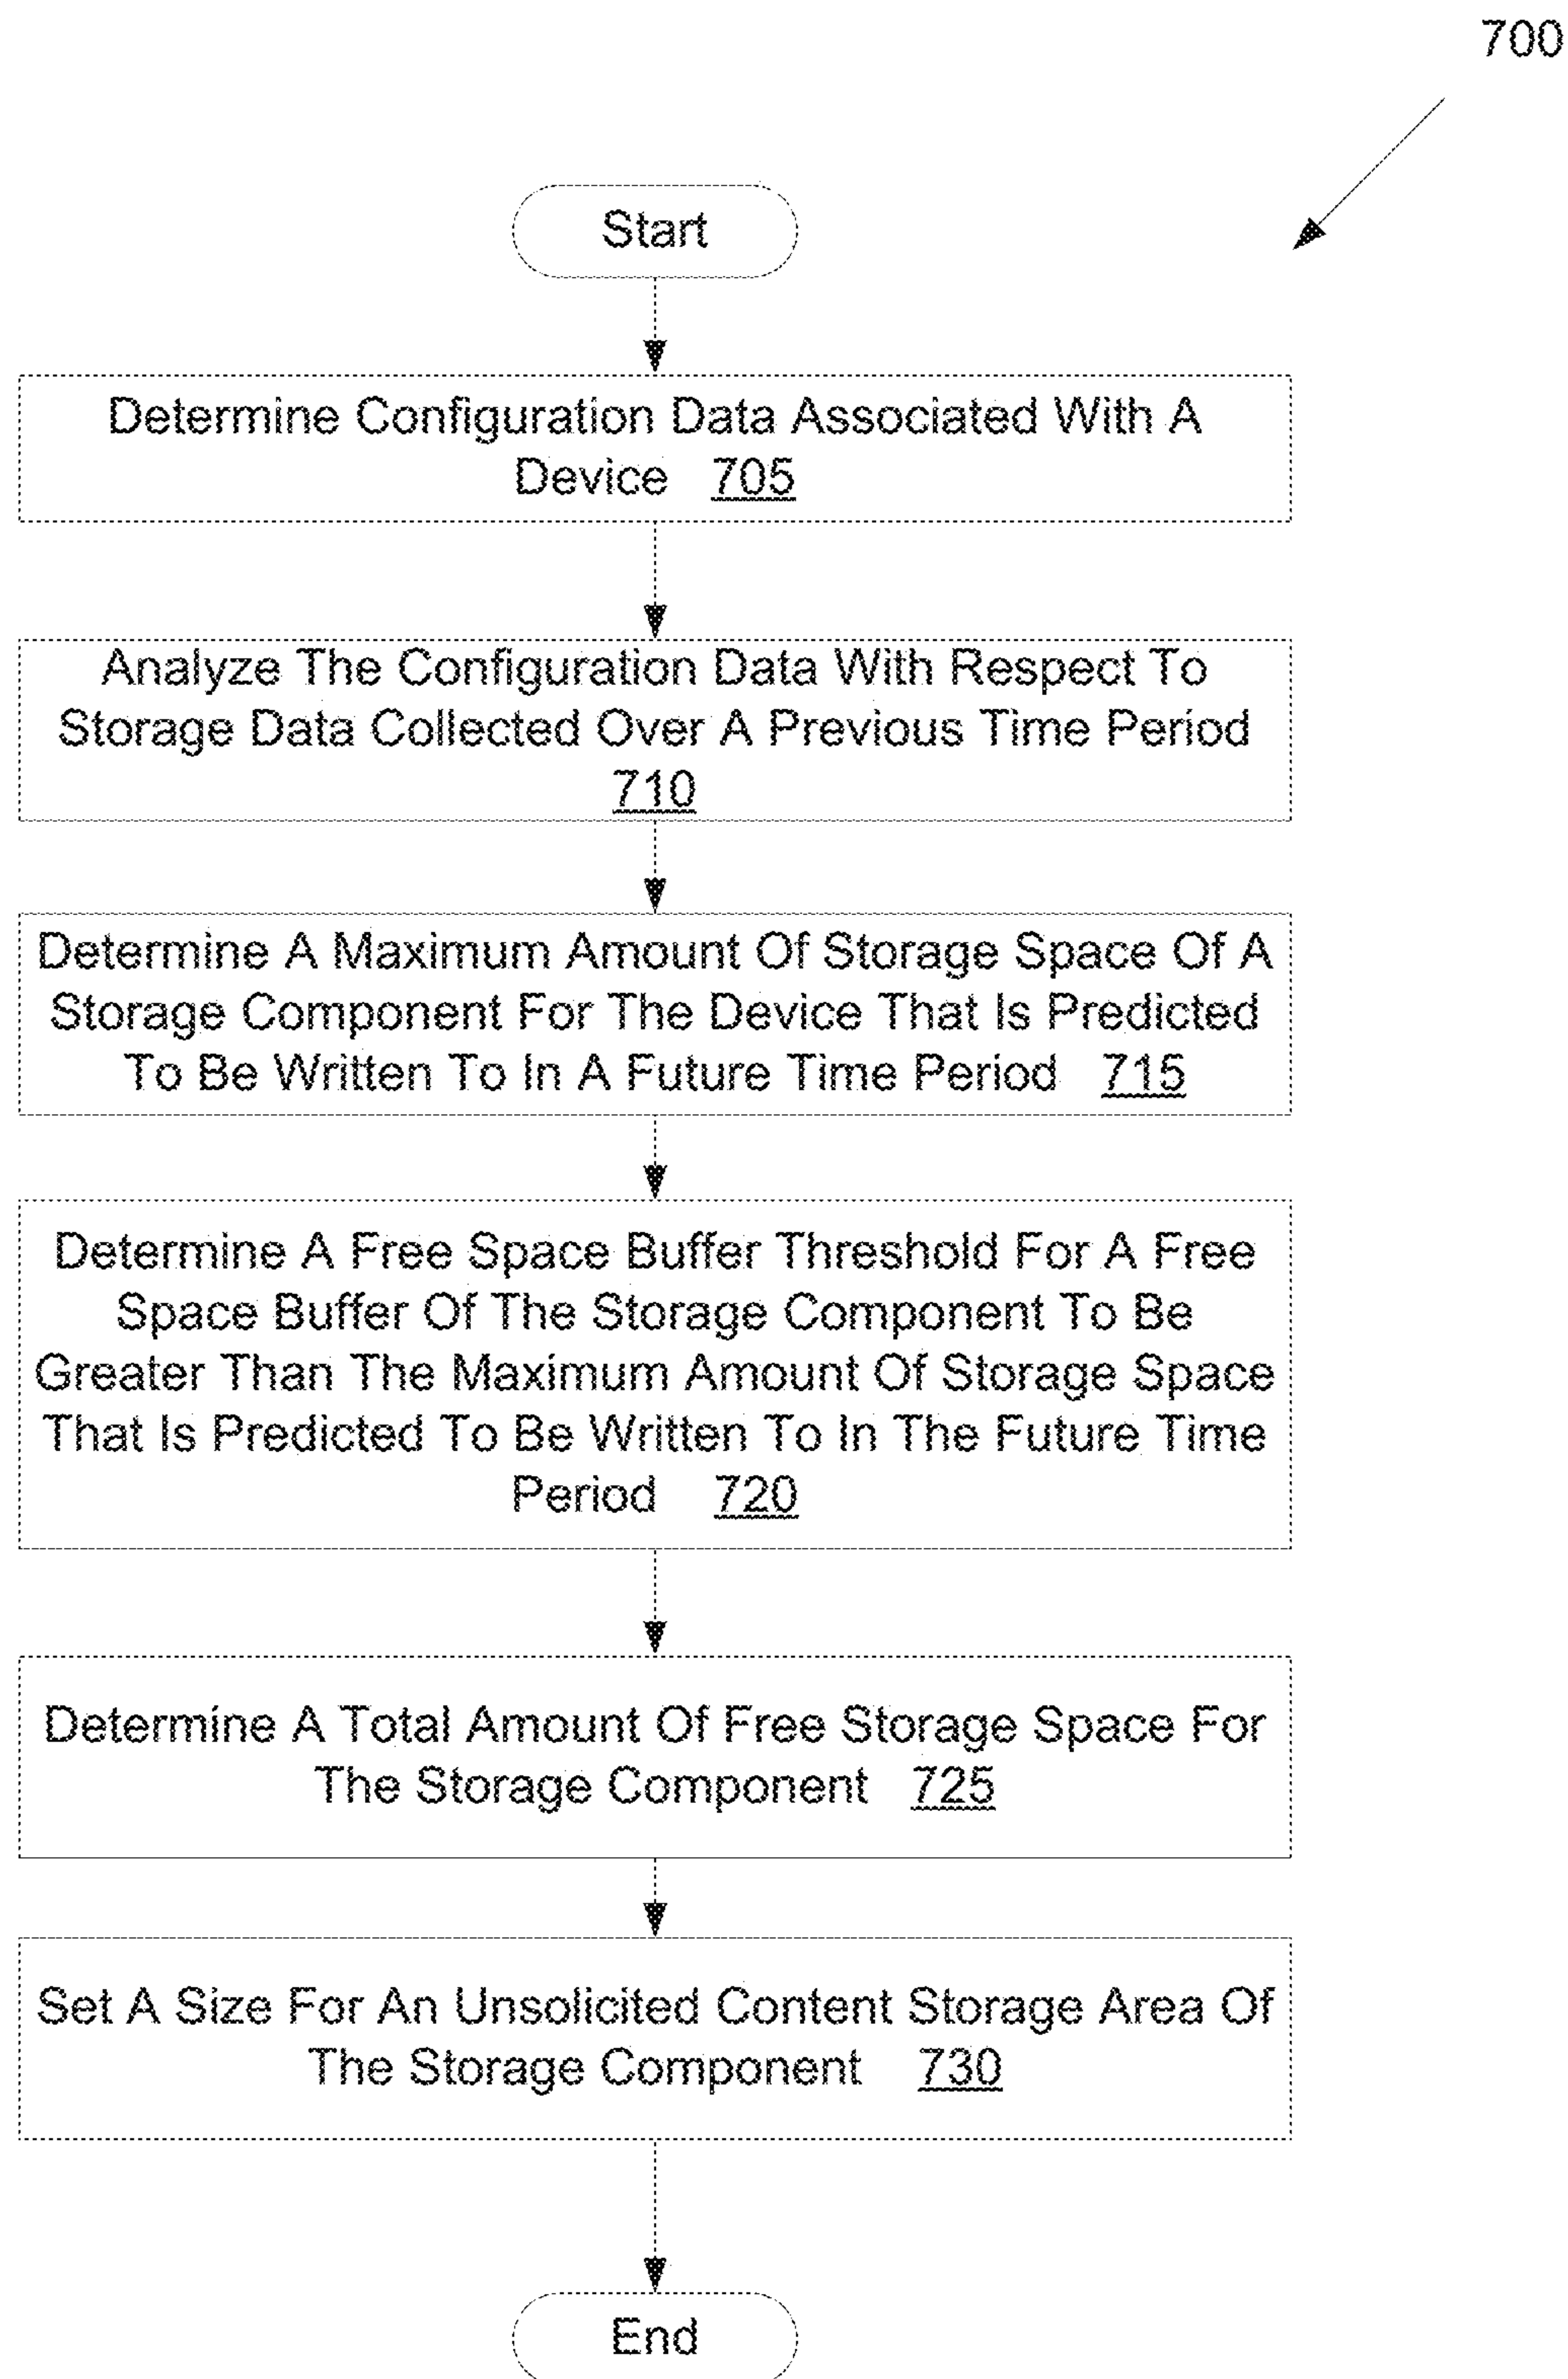 700
Start
Determine Configuration Data Associated With A
Device 705
Analyze The Configuration Data With Respect To
Storage Data Collected Over A Previous Time Period
710
Determine A Maximum Amount Of Storage Space Of A
Storage Component For The Device That Is Predicted
To Be Written To In A Future Time Period 715
Determine A Free Space Buffer Threshold For A Free
Space Buffer Of The Storage Component To Be
Greater Than The Maximum Amount Of Storage Space
That Is Predicted To Be Written To In The Future Time
Period 720
Determine A Total Amount Of Free Storage Space For
The Storage Component 725
Set A Size For An Unsolicited Content Storage Area Of
The Storage Component 730
End